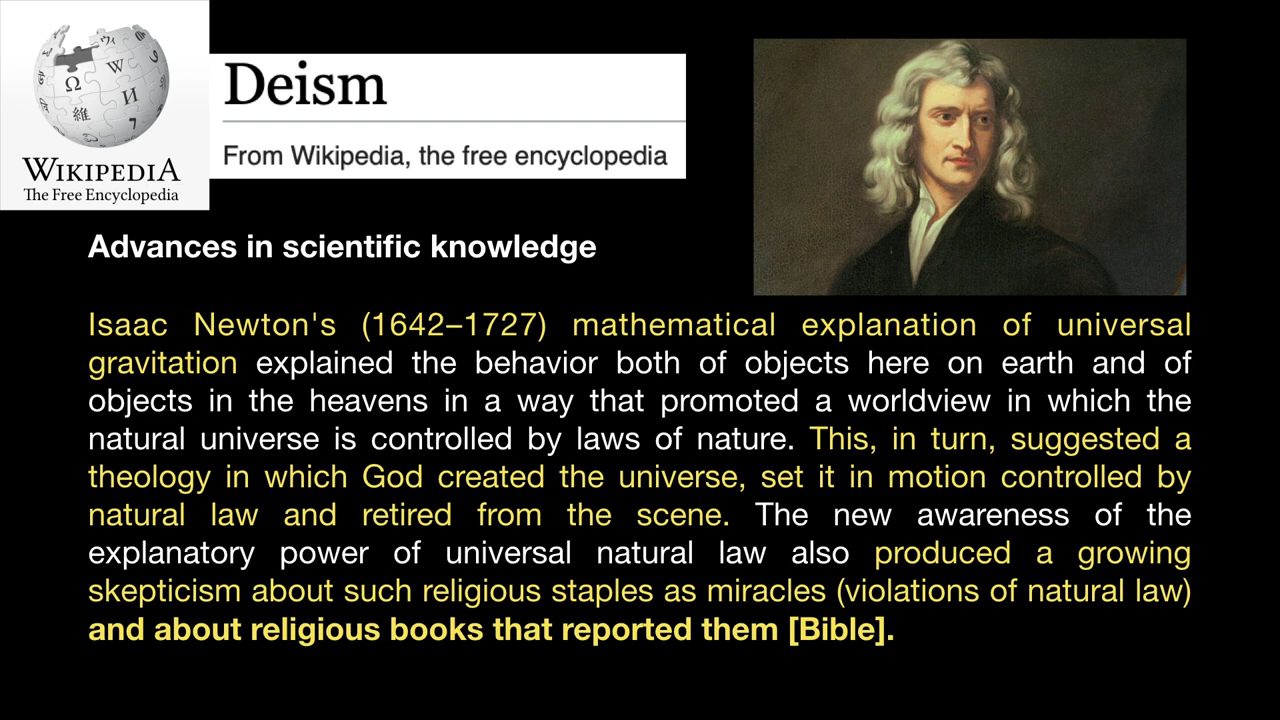 Ω
W
И
維
WIKIPEDIA
The Free Encyclopedia
Deism
From Wikipedia, the free encyclopedia
Advances in scientific knowledge
Isaac Newton's (1642–1727) mathematical explanation of universal
gravitation explained the behavior both of objects here on earth and of
objects in the heavens in a way that promoted a worldview in which the
natural universe is controlled by laws of nature. This, in turn, suggested a
theology in which God created the universe, set it in motion controlled by
natural law and retired from the scene. The new awareness of the
explanatory power of universal natural law also produced a growing
skepticism about such religious staples as miracles (violations of natural law)
and about religious books that reported them [Bible].